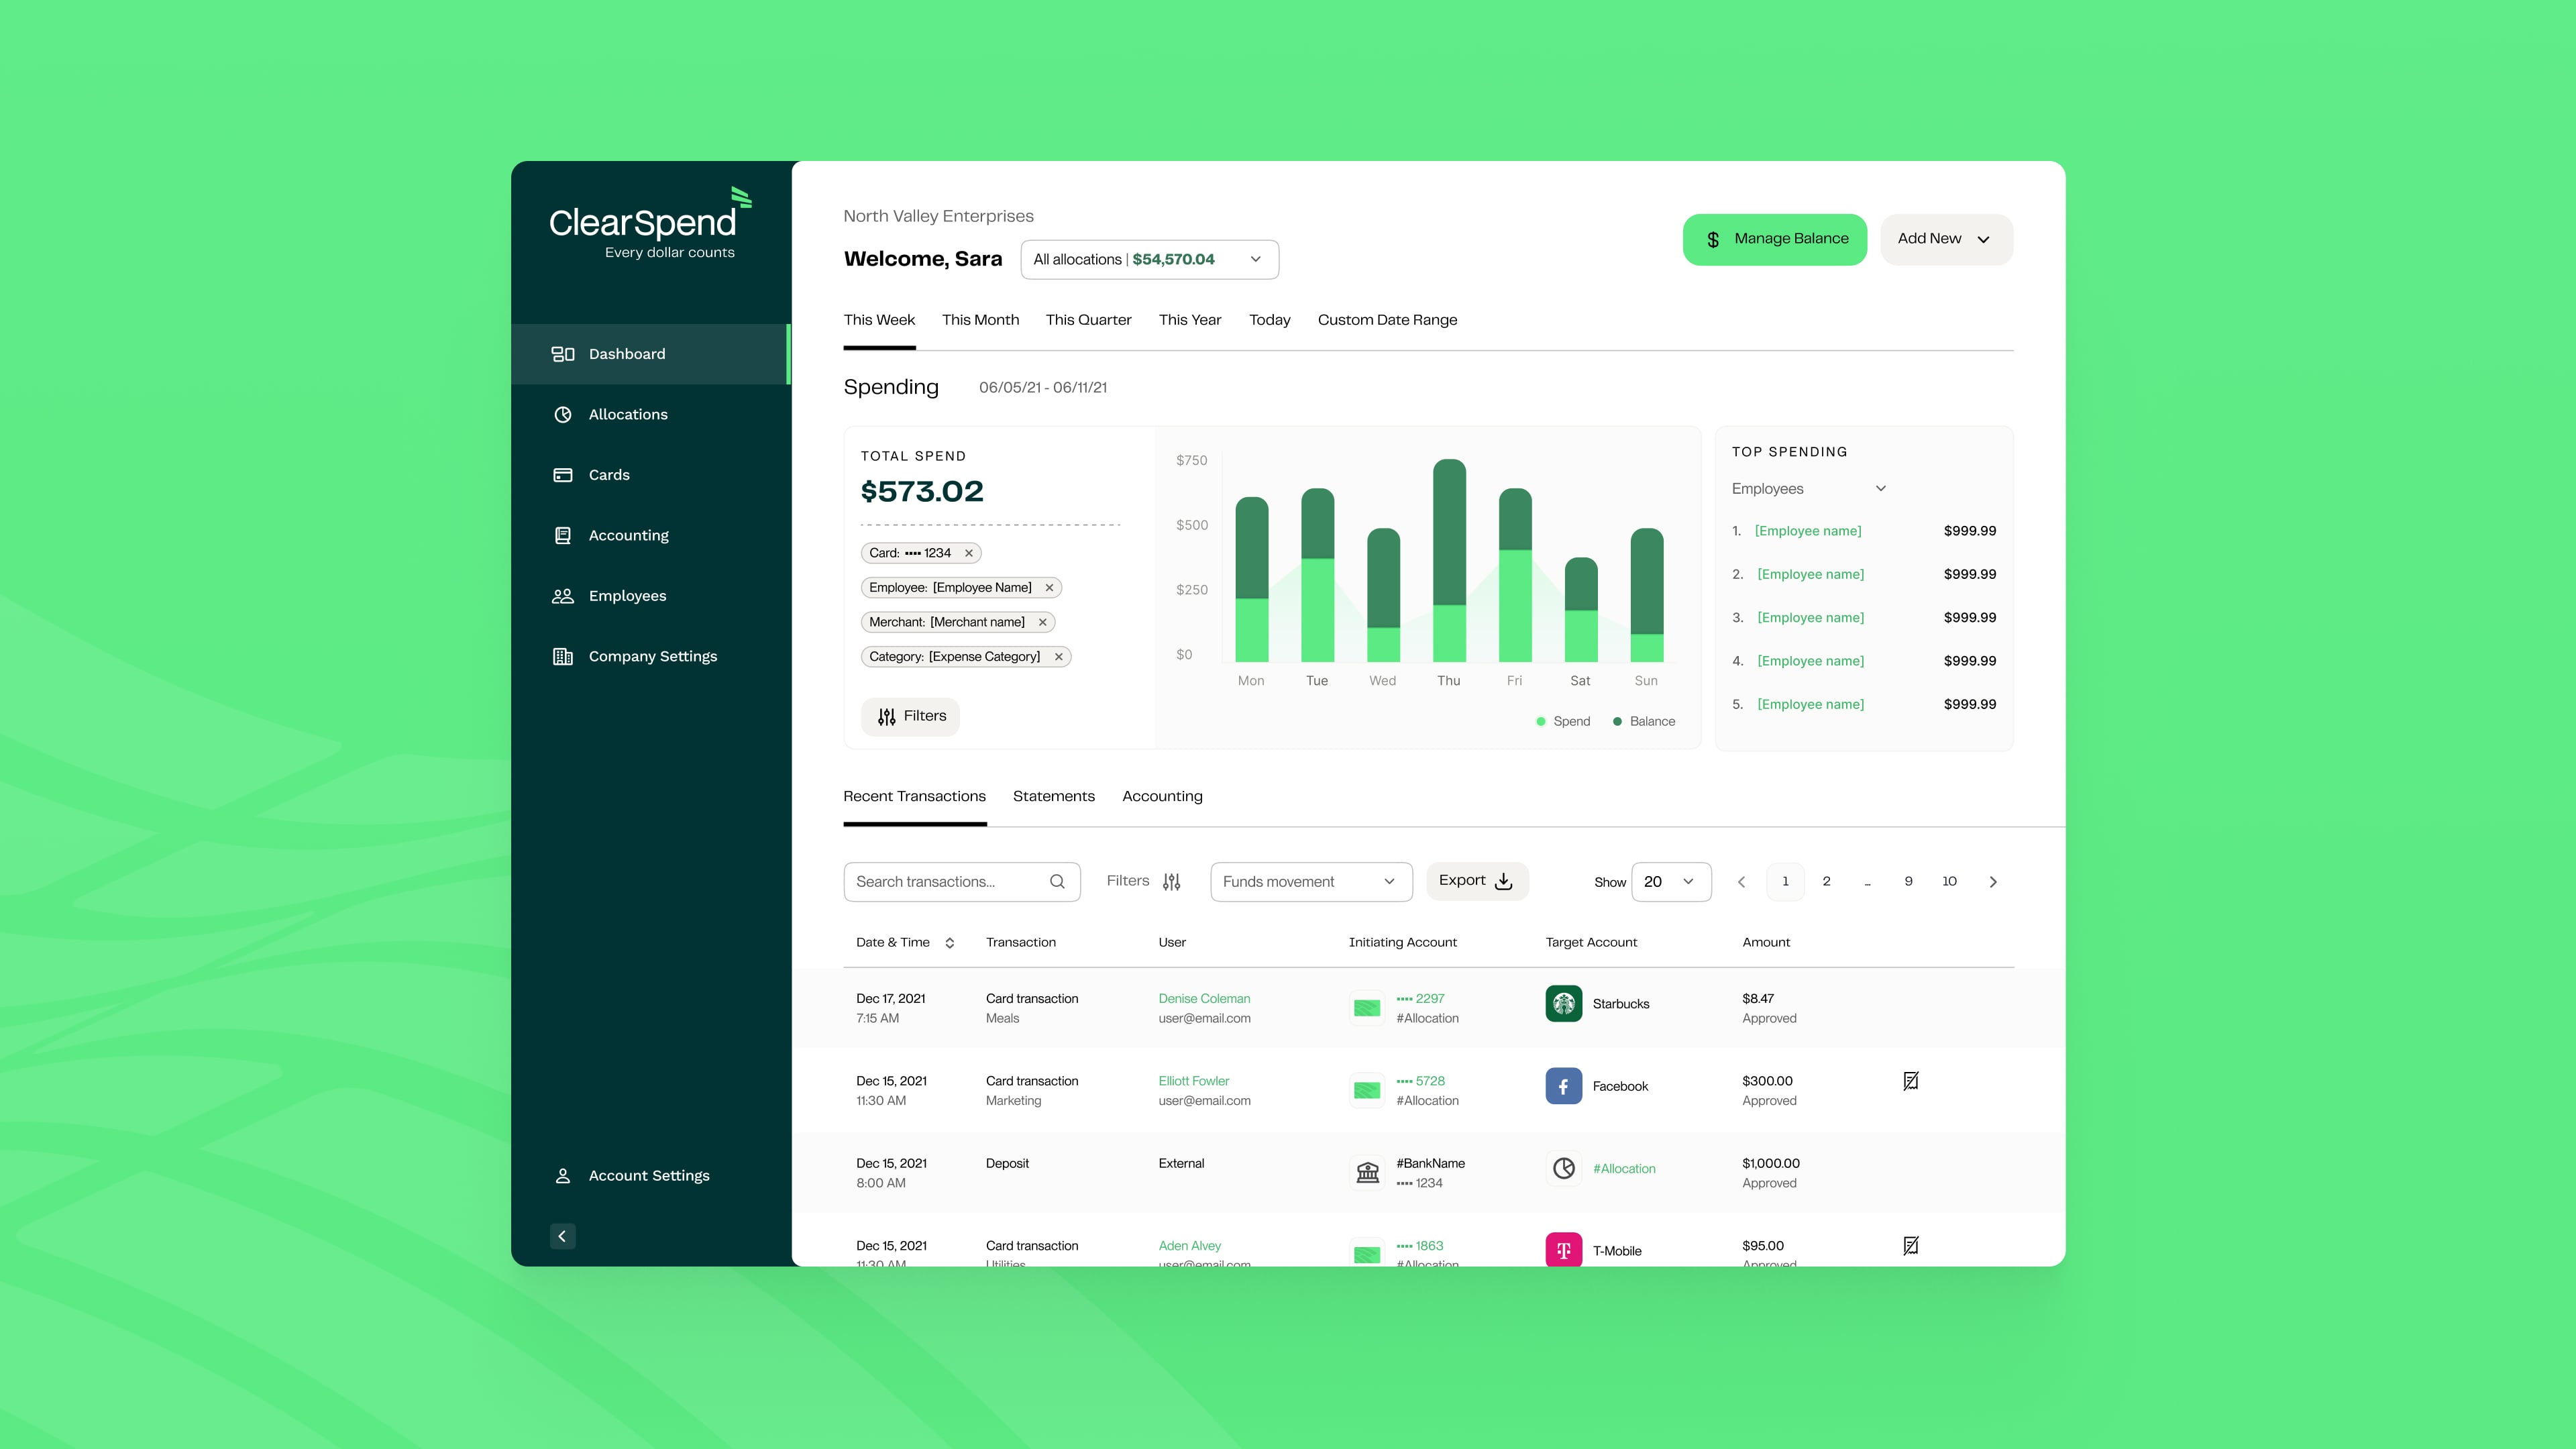 ClearSpend
Every dollar counts
Dashboard
Allocations
Cards
Accounting
Employees
Company Settings
Account Settings
North Valley Enterprises
Welcome, Sara
All allocations | $54,570.04
$ Manage Balance
Add New
This Week This Month This Quarter This Year Today Custom Date Range
Spending 06/05/21 - 06/11/21
TOTAL SPEND
$573.02
Card: •••• 1234 ×
Employee: [Employee Name] ×
Merchant: [Merchant name] ×
Category: [Expense Category] ×
Filters
$750
$500
$250
$0
Mon Tue Wed Thu Fri Sat Sun
Spend Balance
TOP SPENDING
Employees
1. [Employee name] $999.99
2. [Employee name] $999.99
3. [Employee name] $999.99
4. [Employee name] $999.99
5. [Employee name] $999.99
Recent Transactions Statements Accounting
Search transactions... Filters Funds movement Export Show 20 1 2 ... 9 10
Date & Time Transaction User Initiating Account Target Account Amount
Dec 17, 2021 Card transaction Denise Coleman •••• 2297 Starbucks $8.47
7:15 AM Meals user@email.com #Allocation Approved
Dec 15, 2021 Card transaction Elliott Fowler •••• 5728 Facebook $300.00
11:30 AM Marketing user@email.com #Allocation Approved
Dec 15, 2021 Deposit External #BankName #Allocation $1,000.00
8:00 AM •••• 1234 Approved
Dec 15, 2021 Card transaction Aden Alvey •••• 1863 T-Mobile $95.00
11:30 AM Utilities user@email.com #Allocation Approved